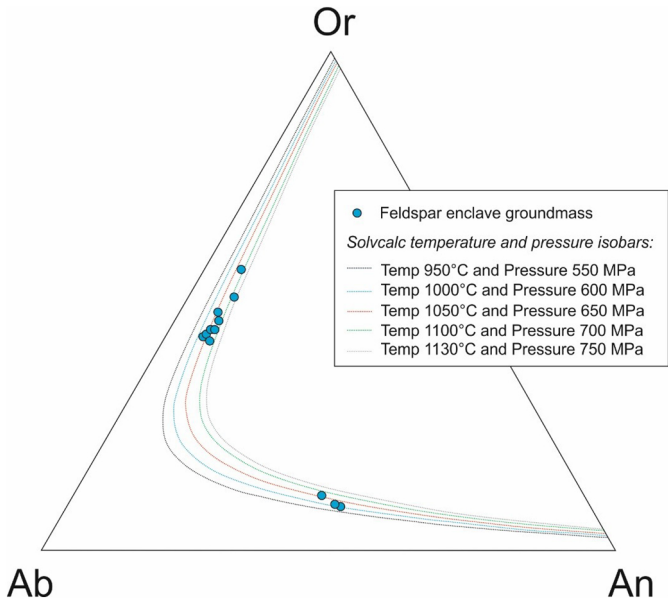 Or
Feldspar enclave groundmass
Solvcalc temperature and pressure isobars:
Temp 950°C and Pressure 550 MPa
Temp 1000°C and Pressure 600 MPa
Temp 1050°C and Pressure 650 MPa
Temp 1100°C and Pressure 700 MPa
Temp 1130°C and Pressure 750 MPa
Ab
An